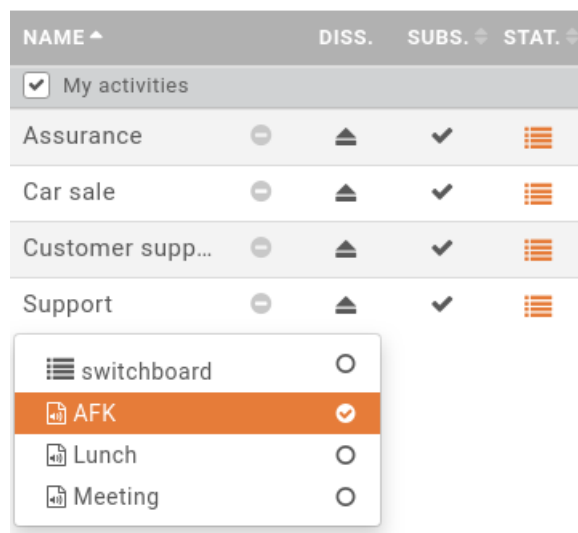 NAME DISS. SUBS. STAT.
My activities
Assurance
Car sale
Customer supp...
Support
switchboard
AFK
Lunch
Meeting